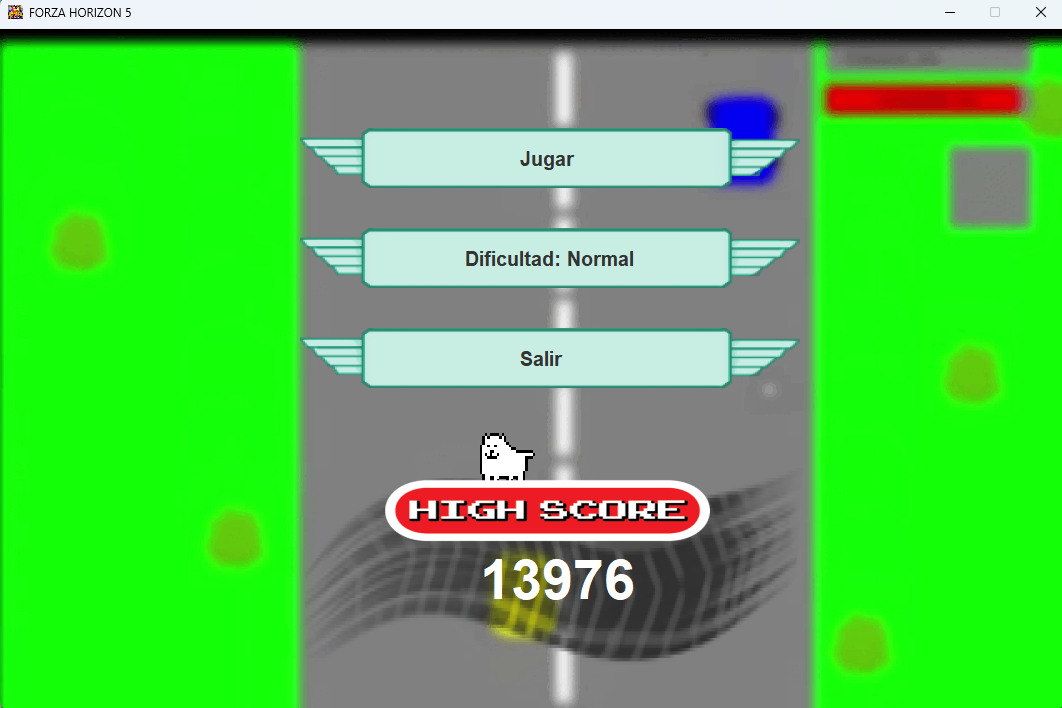 FORZA HORIZON 5
Jugar
Dificultad: Normal
Salir
HIGH SCORE
13976